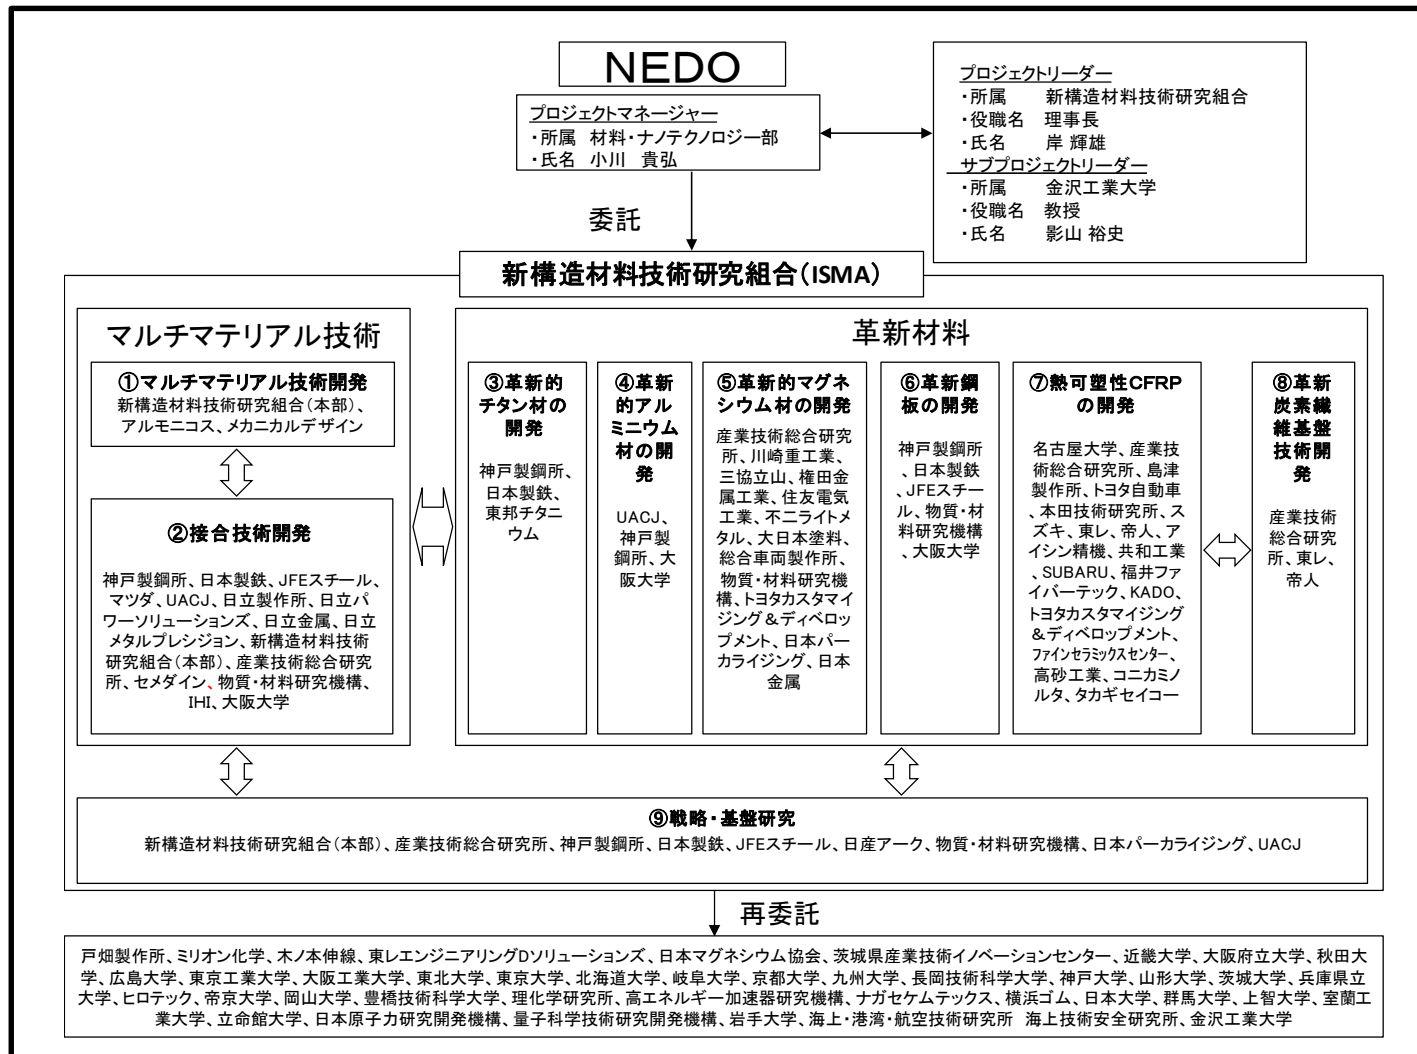 NEDO
プロジェクトマネージャー
・所属 材料・ナノテクノロジー部
・氏名 小川 貴弘
プロジェクトリーダー
・所属 新構造材料技術研究組合
・役職名 理事長
・氏名 岸 輝雄
サブプロジェクトリーダー
・所属 金沢工業大学
・役職名 教授
・氏名 影山 裕史
委託
新構造材料技術研究組合(ISMA)
マルチマテリアル技術
①マルチマテリアル技術開発
新構造材料技術研究組合(本部)、
アルモニコス、メカニカルデザイン
②接合技術開発
神戸製鋼所、日本製鉄、JFEスチール、
マツダ、UACJ、日立製作所、日立パ
ワーソリューションズ、日立金属、日立
メタルプレシジョン、新構造材料技術
研究組合(本部)、産業技術総合研究
所、セメダイン、物質・材料研究機構、
IHI、大阪大学
革新材料
③革新的
チタン材の
開発
神戸製鋼所、
日本製鉄、
東邦チタニ
ウム
④革新
的アル
ミニウム
材の開
発
UACJ、
神戸製
鋼所、大
阪大学
⑤革新的マグネ
シウム材の開発
産業技術総合研究
所、川崎重工業、
三協立山、権田金
属工業、住友電気
工業、不二ライトメ
タル、大日本塗料、
総合車両製作所、
物質・材料研究機
構、トヨタカスタマイ
ジング&ディベロッ
プメント、日本パー
カライジング、日本
金属
⑥革新鋼
板の開発
神戸製鋼所
、日本製鉄、
JFEスチー
ル、物質・材
料研究機構
、大阪大学
⑦熱可塑性CFRP
の開発
名古屋大学、産業技
術総合研究所、島津
製作所、トヨタ自動車
、本田技術研究所、ス
ズキ、東レ、帝人、ア
イシン精機、共和工業
、SUBARU、福井ファ
イバーテック、KADO、
トヨタカスタマイジング
&ディベロップメント、
ファインセラミックスセンター、
高砂工業、コニカミノ
ルタ、タカギセイコー
⑧革新
炭素繊
維基盤
技術開
発
産業技術
総合研究
所、東レ、
帝人
⑨戦略・基盤研究
新構造材料技術研究組合(本部)、産業技術総合研究所、神戸製鋼所、日本製鉄、JFEスチール、日産アーク、物質・材料研究機構、日本パーカライジング、UACJ
再委託
戸畑製作所、ミリオン化学、木ノ本伸線、東レエンジニアリングDソリューションズ、日本マグネシウム協会、茨城県産業技術イノベーションセンター、近畿大学、大阪府立大学、秋田大
学、広島大学、東京工業大学、大阪工業大学、東北大学、東京大学、北海道大学、岐阜大学、京都大学、九州大学、長岡技術科学大学、神戸大学、山形大学、茨城大学、兵庫県立
大学、ヒロテック、帝京大学、岡山大学、豊橋技術科学大学、理化学研究所、高エネルギー加速器研究機構、ナガセケムテックス、横浜ゴム、日本大学、群馬大学、上智大学、室蘭工
業大学、立命館大学、日本原子力研究開発機構、量子科学技術研究開発機構、岩手大学、海上・港湾・航空技術研究所 海上技術安全研究所、金沢工業大学